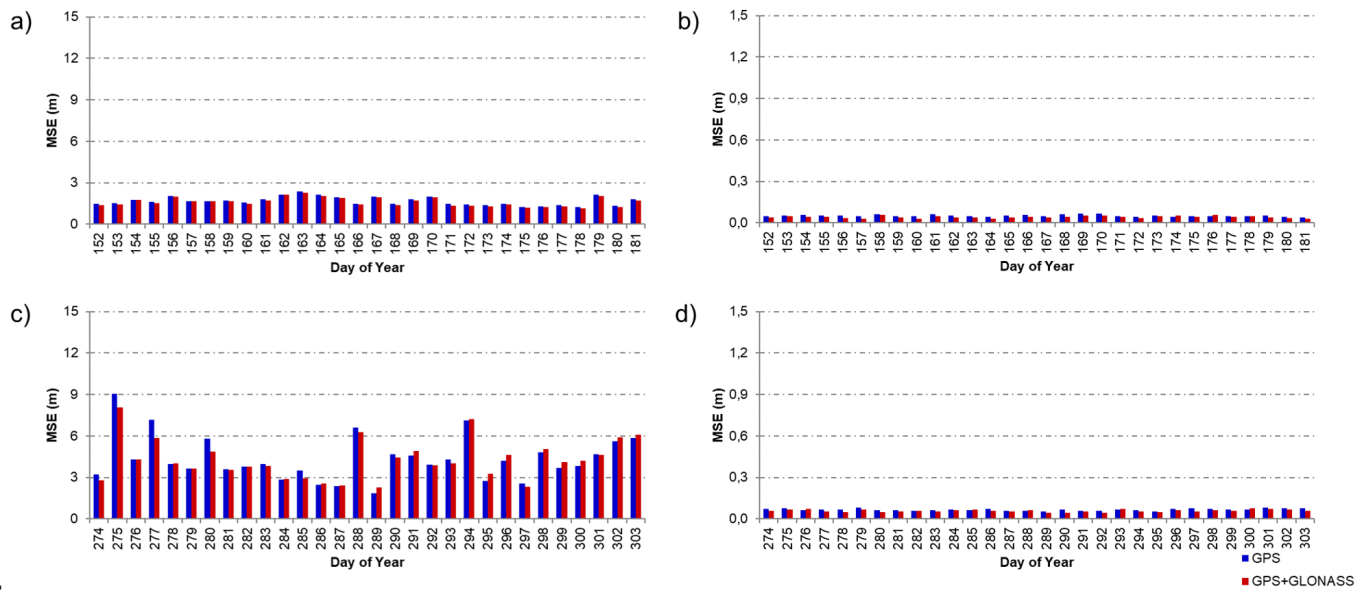 a)
15
12
9
6
3
0
MSE (m)
152 153 154 155 156 157 158 159 160 161 162 163 164 165 166 167 168 169 170 171 172 173 174 175 176 177 178 179 180 181
Day of Year
b)
1,5
1,2
0,9
0,6
0,3
0,0
MSE (m)
152 153 154 155 156 157 158 159 160 161 162 163 164 165 166 167 168 169 170 171 172 173 174 175 176 177 178 179 180 181
Day of Year
c)
15
12
9
6
3
0
MSE (m)
274 275 276 277 278 279 280 281 282 283 284 285 286 287 288 289 290 291 292 293 294 295 296 297 298 299 300 301 302 303
Day of Year
d)
1,5
1,2
0,9
0,6
0,3
0,0
MSE (m)
274 275 276 277 278 279 280 281 282 283 284 285 286 287 288 289 290 291 292 293 294 295 296 297 298 299 300 301 302 303
Day of Year
GPS
GPS+GLONASS